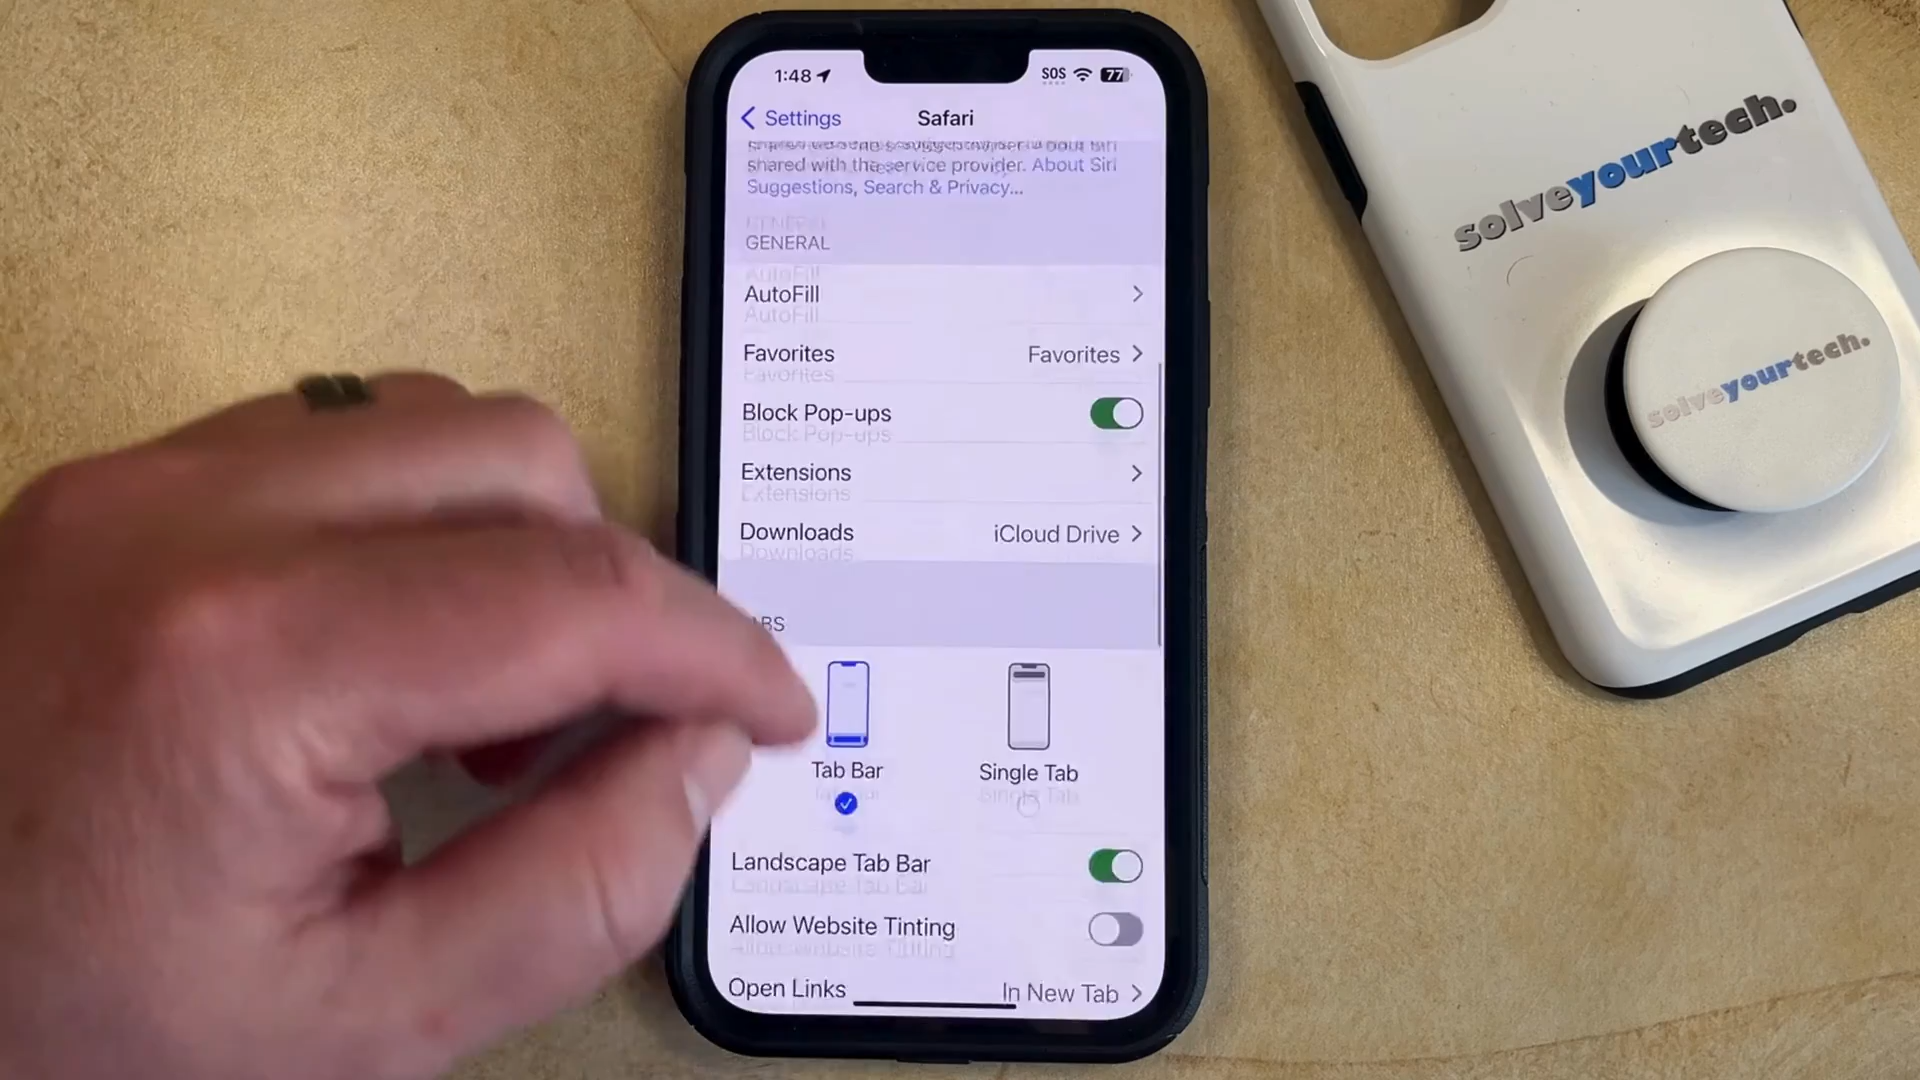 1:48
SOS
77
Settings
Safari
shared with the service provider. About Siri
Suggestions, Search & Privacy...
GENERAL
AutoFill
Favorites
Favorites
Block Pop-ups
Extensions
Downloads
iCloud Drive
Tab Bar
Single Tab
Landscape Tab Bar
Allow Website Tinting
Open Links
In New Tab
solveyourtech.
solveyourtech.